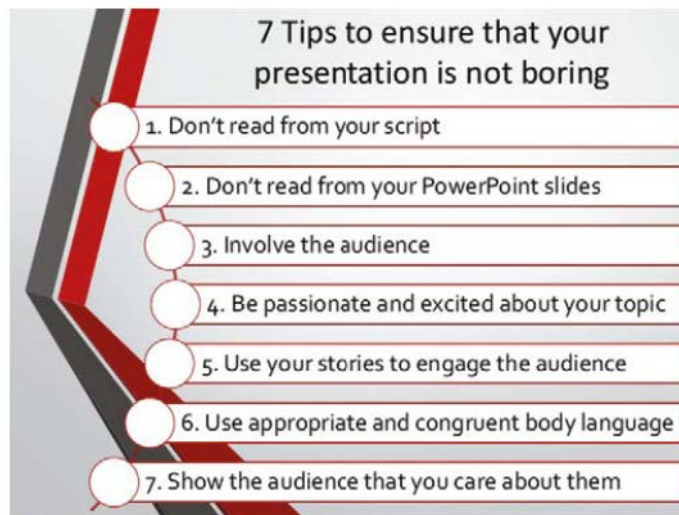 7 Tips to ensure that your
presentation is not boring
1. Don't read from your script
2. Don't read from your PowerPoint slides
3. Involve the audience
4. Be passionate and excited about your topic
5. Use your stories to engage the audience
6. Use appropriate and congruent body language
7. Show the audience that you care about them